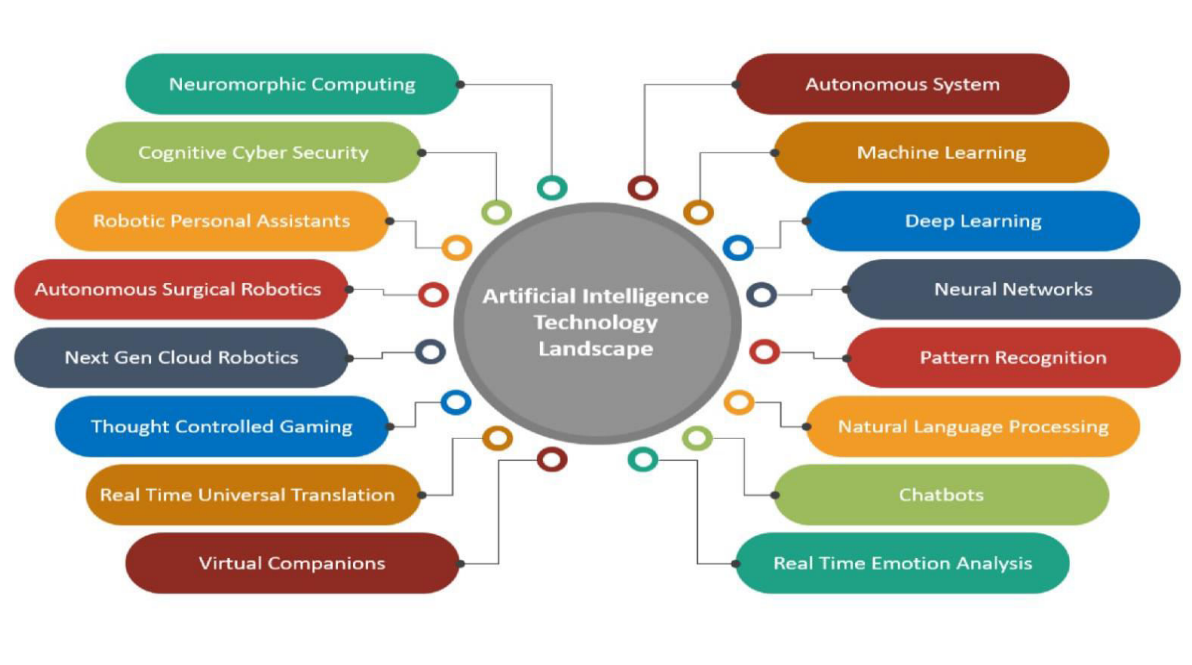 Neuromorphic Computing
Cognitive Cyber Security
Robotic Personal Assistants
Autonomous Surgical Robotics
Next Gen Cloud Robotics
Thought Controlled Gaming
Real Time Universal Translation
Virtual Companions
Artificial Intelligence
Technology
Landscape
Autonomous System
Machine Learning
Deep Learning
Neural Networks
Pattern Recognition
Natural Language Processing
Chatbots
Real Time Emotion Analysis